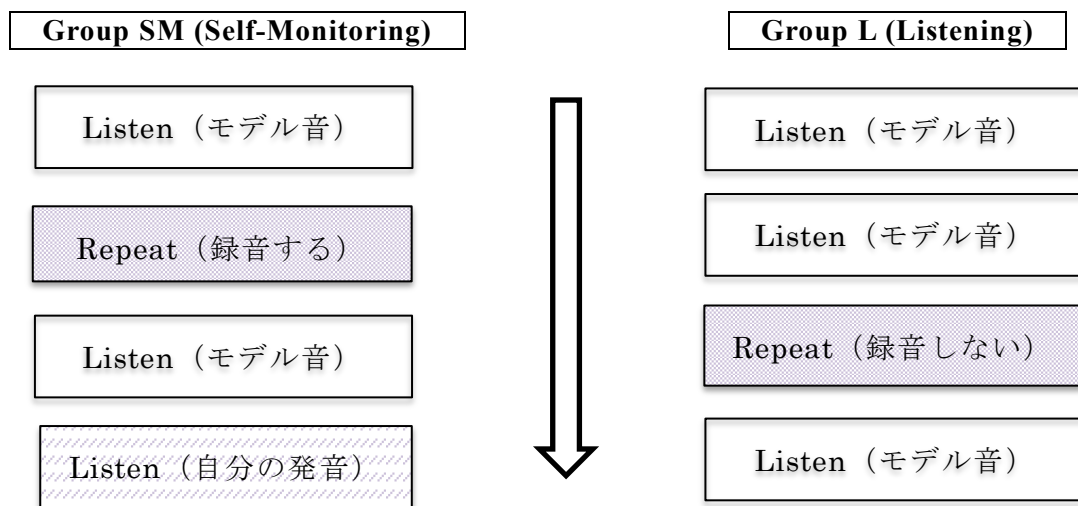 Group SM (Self-Monitoring)
Listen（モデル音）
Repeat（録音する）
Listen（モデル音）
Listen（自分の発音）
Group L (Listening)
Listen（モデル音）
Listen（モデル音）
Repeat（録音しない）
Listen（モデル音）